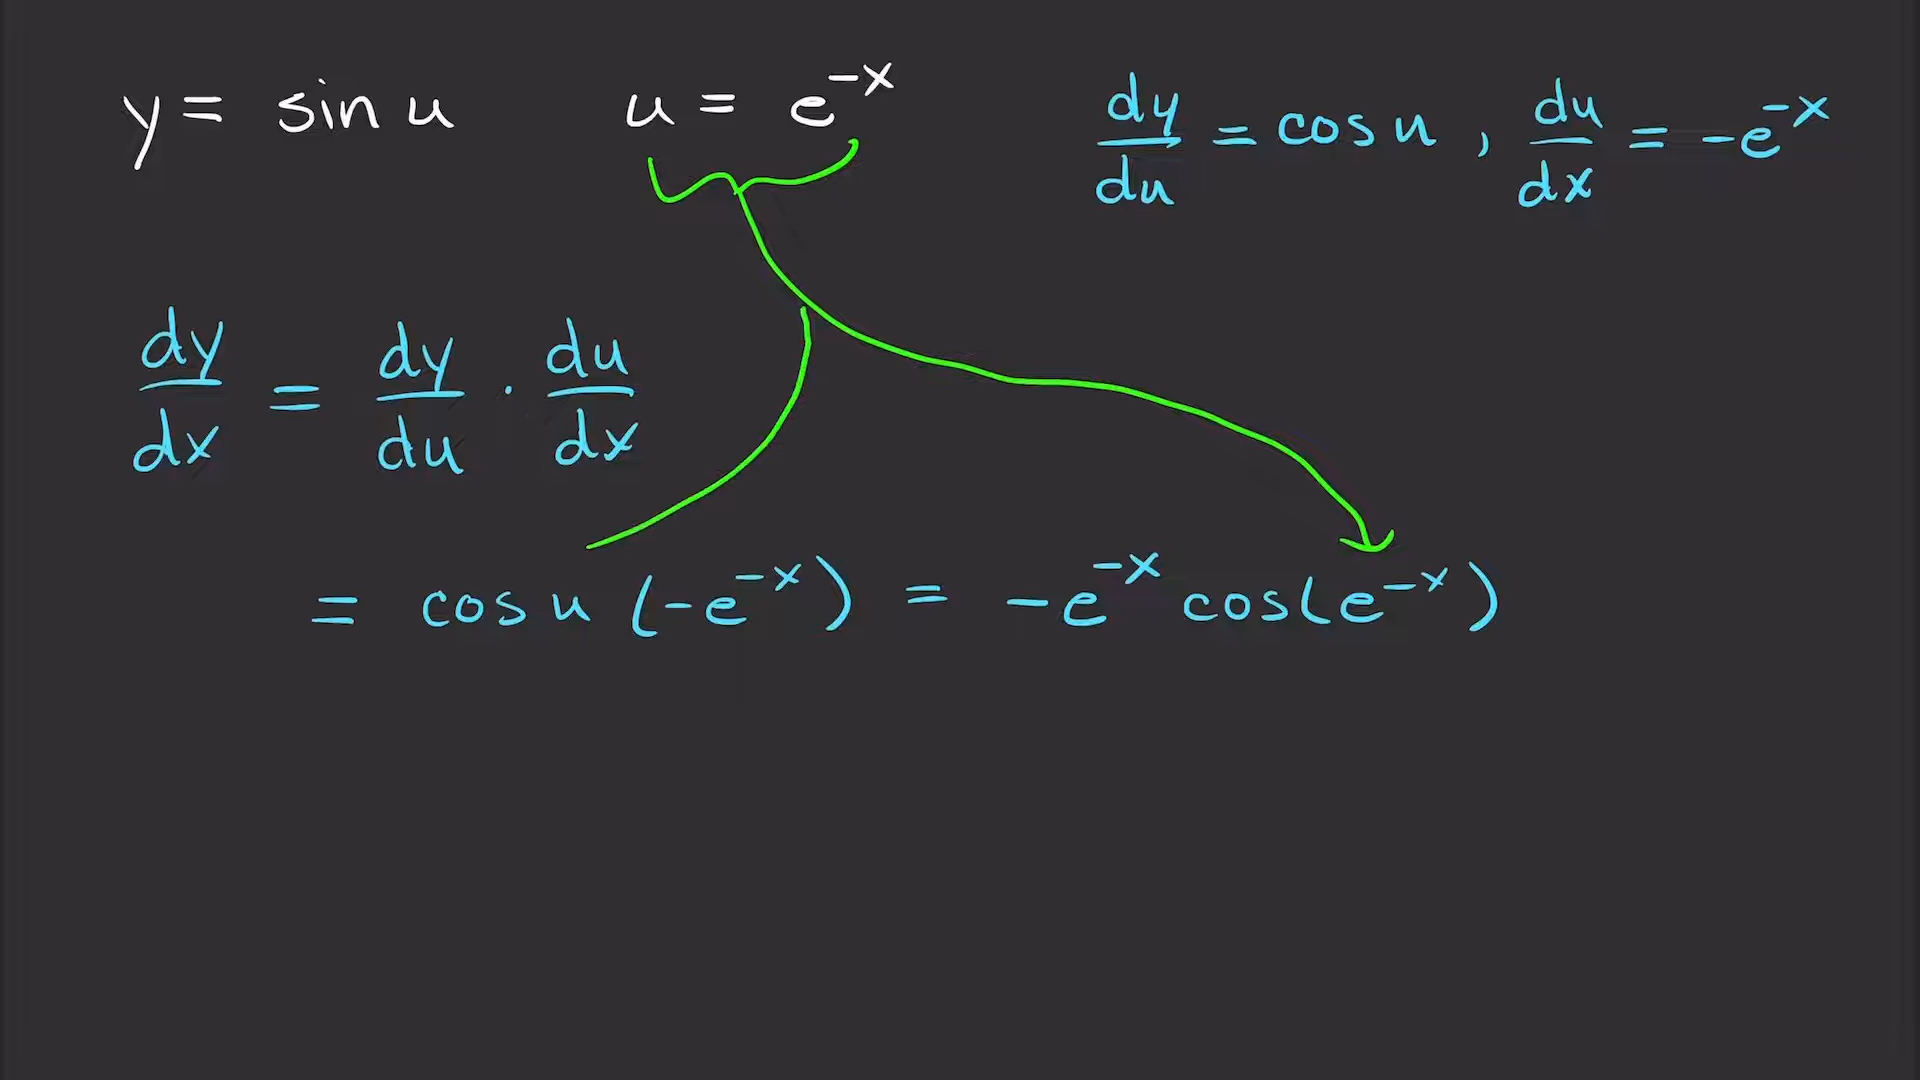 y = sin u    u = e^{-x}    dy/du = cos u , du/dx = -e^{-x}
dy/dx = dy/du · du/dx
= cos u (-e^{-x}) = -e^{-x} cos(e^{-x})